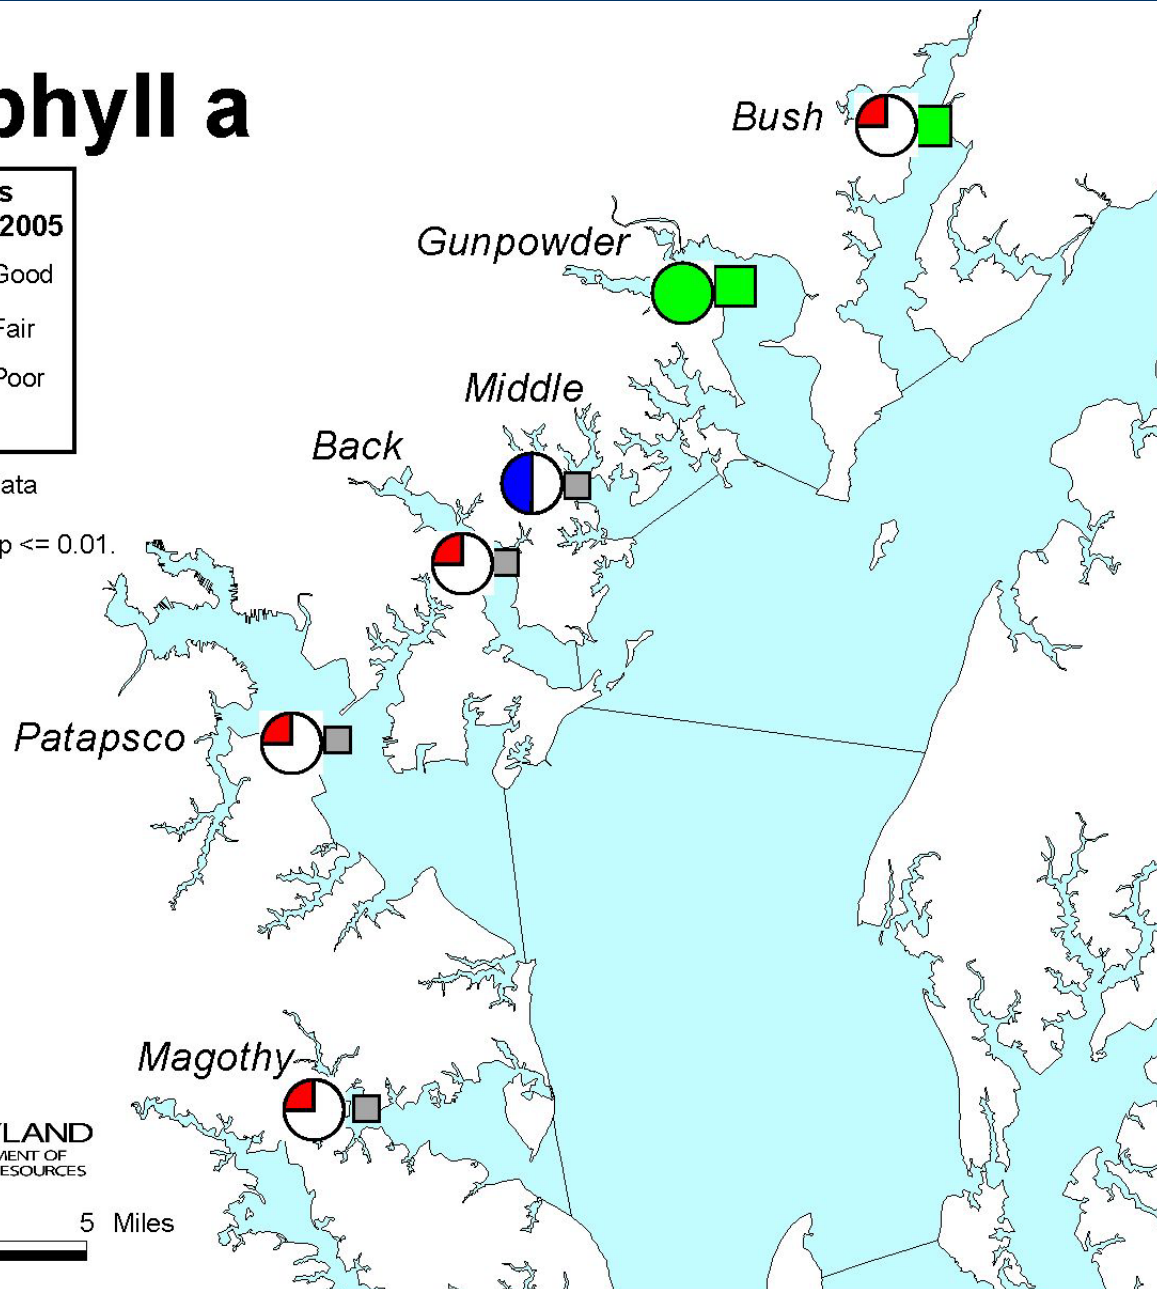 phyll a
s
2005
Good
Fair
Poor
ata
p <= 0.01.
Bush
Gunpowder
Middle
Back
Patapsco
Magothy
YLAND
MENT OF
ESOURCES
5 Miles